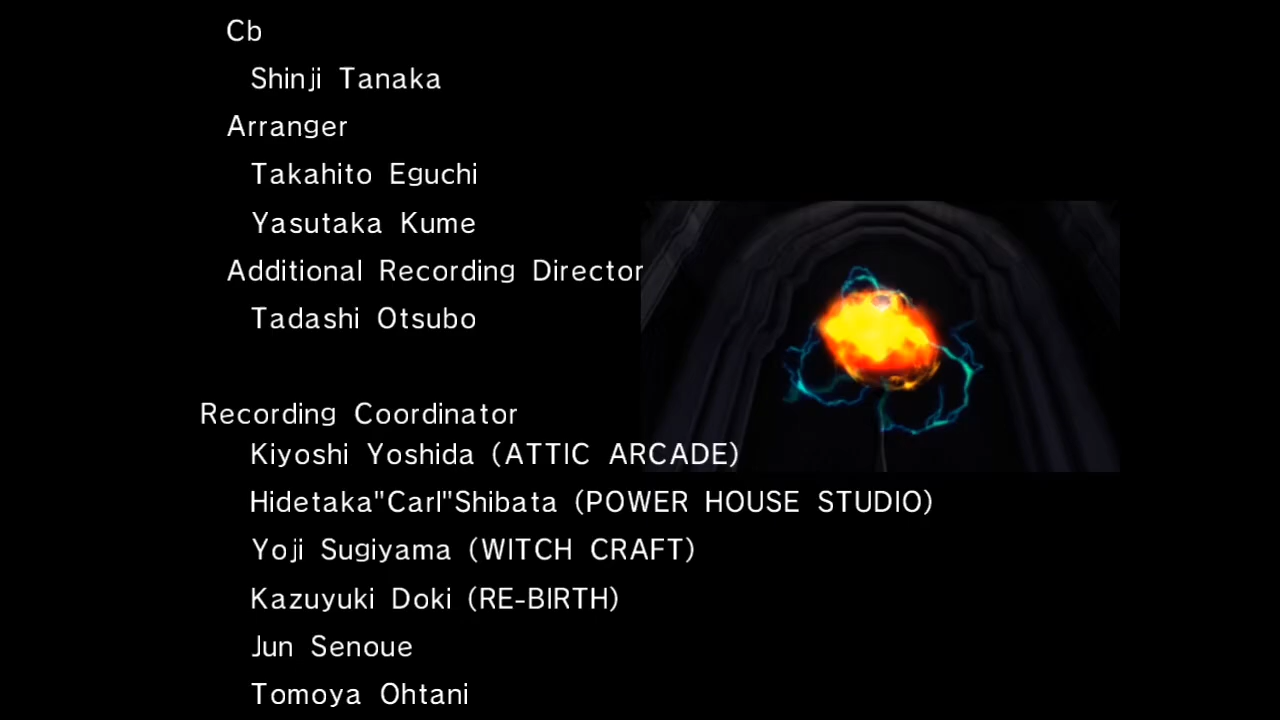 Cb
Shinji Tanaka
Arranger
Takahito Eguchi
Yasutaka Kume
Additional Recording Director
Tadashi Otsubo
Recording Coordinator
Kiyoshi Yoshida (ATTIC ARCADE)
Hidetaka"Carl"Shibata (POWER HOUSE STUDIO)
Yoji Sugiyama (WITCH CRAFT)
Kazuyuki Doki (RE-BIRTH)
Jun Senoue
Tomoya Ohtani